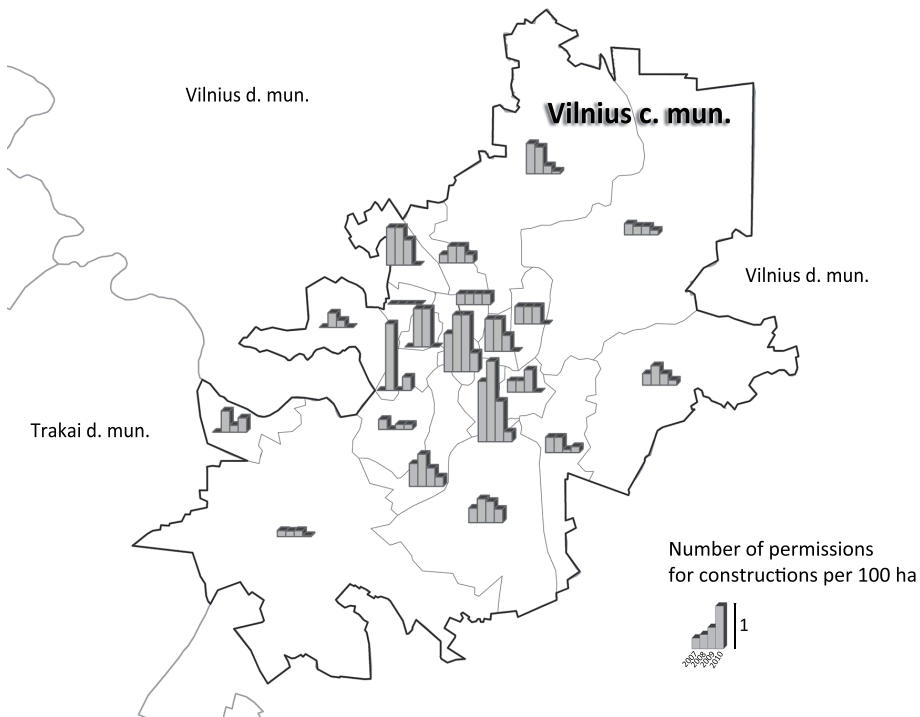 Vilnius d. mun.
Vilnius c. mun.
Vilnius d. mun.
Trakai d. mun.
Number of permissions
for constructions per 100 ha
1
2007
2008
2009
2010